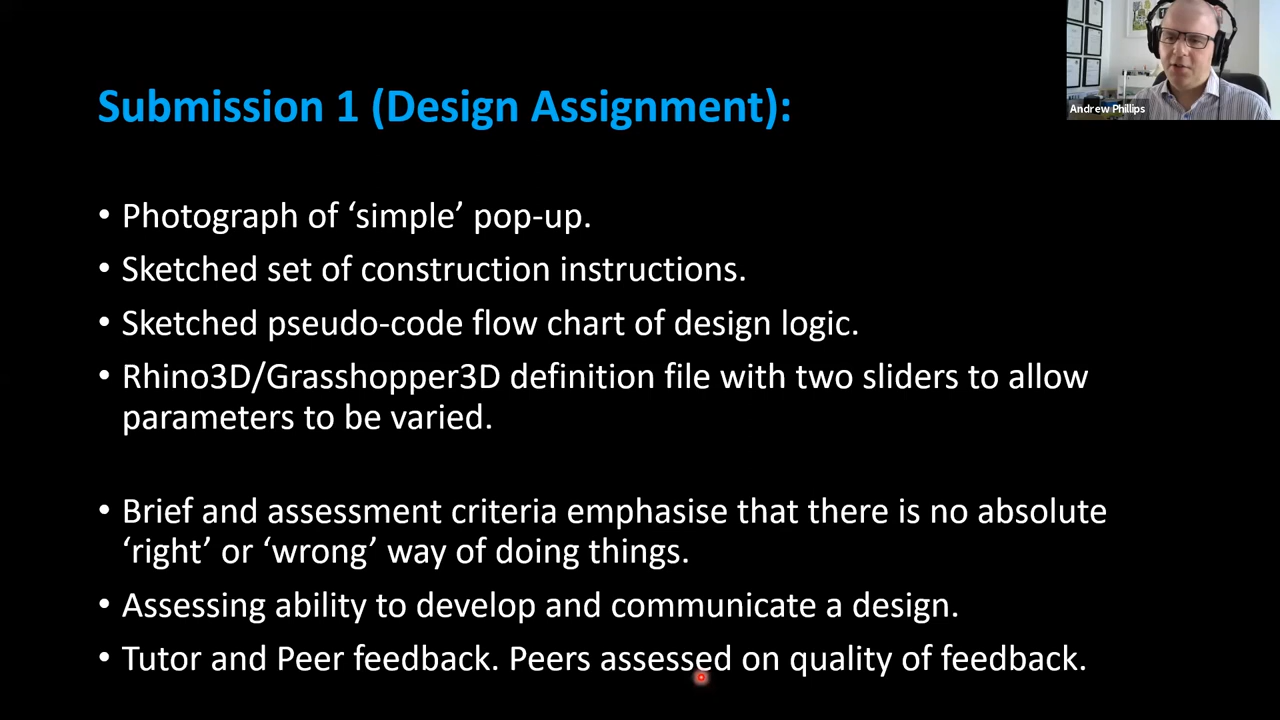 Submission 1 (Design Assignment):
Andrew Phillips
• Photograph of ‘simple’ pop-up.
• Sketched set of construction instructions.
• Sketched pseudo-code flow chart of design logic.
• Rhino3D/Grasshopper3D definition file with two sliders to allow
parameters to be varied.
• Brief and assessment criteria emphasise that there is no absolute
‘right’ or ‘wrong’ way of doing things.
• Assessing ability to develop and communicate a design.
• Tutor and Peer feedback. Peers assessed on quality of feedback.